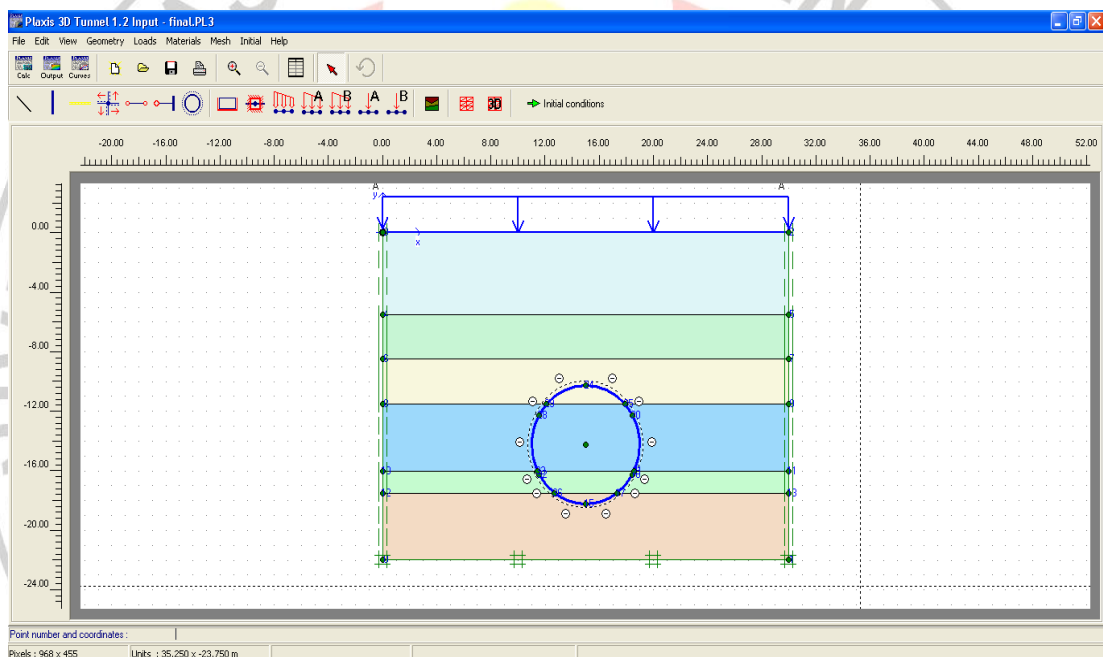 Plaxis 3D Tunnel 1.2 Input - final.PL3
File Edit View Geometry Loads Materials Mesh Initial Help
Calc Output Curves
A B A B 3D Initial conditions
-20.00 -16.00 -12.00 -8.00 -4.00 0.00 4.00 8.00 12.00 16.00 20.00 24.00 28.00 32.00 36.00 40.00 44.00 48.00 52.00
A A
y
0.00
x
-4.00
5
6 7
-8.00
-12.00
-16.00
-20.00
-24.00
Point number and coordinates :
Pixels : 968 x 455 Units : 35.250 x -23.750 m